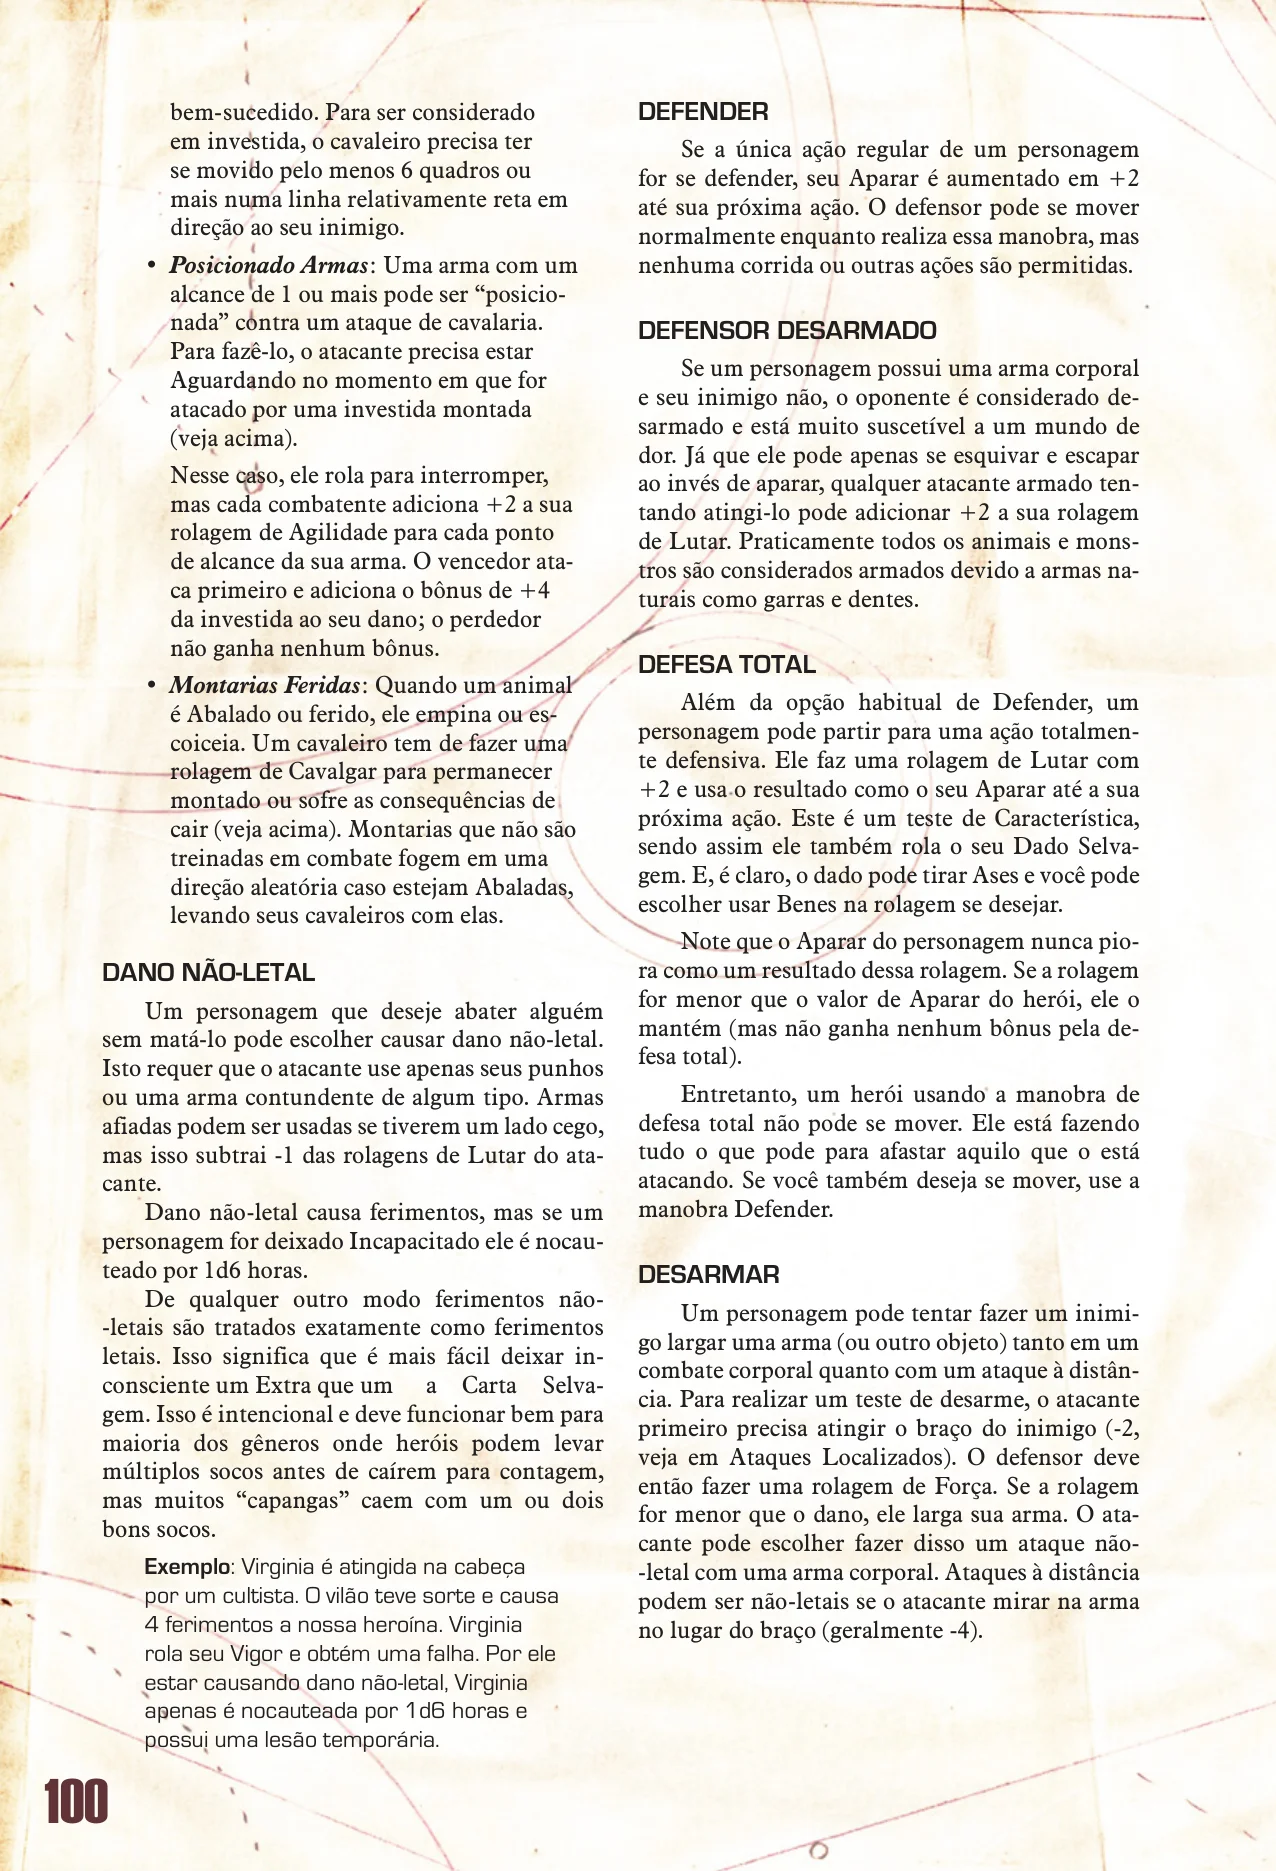 bem-sucedido. Para ser considerado
em investida, o cavaleiro precisa ter
se movido pelo menos 6 quadros ou
mais numa linha relativamente reta em
direção ao seu inimigo.
• Posicionado Armas: Uma arma com um
alcance de 1 ou mais pode ser “posicio-
nada” contra um ataque de cavalaria.
Para fazê-lo, o atacante precisa estar
Aguardando no momento em que for
atacado por uma investida montada
(veja acima).
Nesse caso, ele rola para interromper,
mas cada combatente adiciona +2 a sua
rolagem de Agilidade para cada ponto
de alcance da sua arma. O vencedor ata-
ca primeiro e adiciona o bônus de +4
da investida ao seu dano; o perdedor
não ganha nenhum bônus.
• Montarias Feridas: Quando um animal
é Abalado ou ferido, ele empina ou es-
coiceia. Um cavaleiro tem de fazer uma
rolagem de Cavalgar para permanecer
montado ou sofre as consequências de
cair (veja acima). Montarias que não são
treinadas em combate fogem em uma
direção aleatória caso estejam Abaladas,
levando seus cavaleiros com elas.
DANO NÃO-LETAL
Um personagem que deseje abater alguém
sem matá-lo pode escolher causar dano não-letal.
Isto requer que o atacante use apenas seus punhos
ou uma arma contundente de algum tipo. Armas
afiadas podem ser usadas se tiverem um lado cego,
mas isso subtrai -1 das rolagens de Lutar do ata-
cante.
Dano não-letal causa ferimentos, mas se um
personagem for deixado Incapacitado ele é nocau-
teado por 1d6 horas.
De qualquer outro modo ferimentos não-
-letais são tratados exatamente como ferimentos
letais. Isso significa que é mais fácil deixar in-
consciente um Extra que um a Carta Selva-
gem. Isso é intencional e deve funcionar bem para
maioria dos gêneros onde heróis podem levar
múltiplos socos antes de caírem para contagem,
mas muitos “capangas” caem com um ou dois
bons socos.
Exemplo: Virginia é atingida na cabeça
por um cultista. O vilão teve sorte e causa
4 ferimentos a nossa heroína. Virginia
rola seu Vigor e obtém uma falha. Por ele
estar causando dano não-letal, Virginia
apenas é nocauteada por 1d6 horas e
possui uma lesão temporária.
DEFENDER
Se a única ação regular de um personagem
for se defender, seu Aparar é aumentado em +2
até sua próxima ação. O defensor pode se mover
normalmente enquanto realiza essa manobra, mas
nenhuma corrida ou outras ações são permitidas.
DEFENSOR DESARMADO
Se um personagem possui uma arma corporal
e seu inimigo não, o oponente é considerado de-
sarmado e está muito suscetível a um mundo de
dor. Já que ele pode apenas se esquivar e escapar
ao invés de aparar, qualquer atacante armado ten-
tando atingi-lo pode adicionar +2 a sua rolagem
de Lutar. Praticamente todos os animais e mons-
tros são considerados armados devido a armas na-
turais como garras e dentes.
DEFESA TOTAL
Além da opção habitual de Defender, um
personagem pode partir para uma ação totalmen-
te defensiva. Ele faz uma rolagem de Lutar com
+2 e usa o resultado como o seu Aparar até a sua
próxima ação. Este é um teste de Característica,
sendo assim ele também rola o seu Dado Selva-
gem. E, é claro, o dado pode tirar Ases e você pode
escolher usar Benes na rolagem se desejar.
Note que o Aparar do personagem nunca pio-
ra como um resultado dessa rolagem. Se a rolagem
for menor que o valor de Aparar do herói, ele o
mantém (mas não ganha nenhum bônus pela de-
fesa total).
Entretanto, um herói usando a manobra de
defesa total não pode se mover. Ele está fazendo
tudo o que pode para afastar aquilo que o está
atacando. Se você também deseja se mover, use a
manobra Defender.
DESARMAR
Um personagem pode tentar fazer um inimi-
go largar uma arma (ou outro objeto) tanto em um
combate corporal quanto com um ataque à distân-
cia. Para realizar um teste de desarme, o atacante
primeiro precisa atingir o braço do inimigo (-2,
veja em Ataques Localizados). O defensor deve
então fazer uma rolagem de Força. Se a rolagem
for menor que o dano, ele larga sua arma. O ata-
cante pode escolher fazer disso um ataque não-
-letal com uma arma corporal. Ataques à distância
podem ser não-letais se o atacante mirar na arma
no lugar do braço (geralmente -4).
100